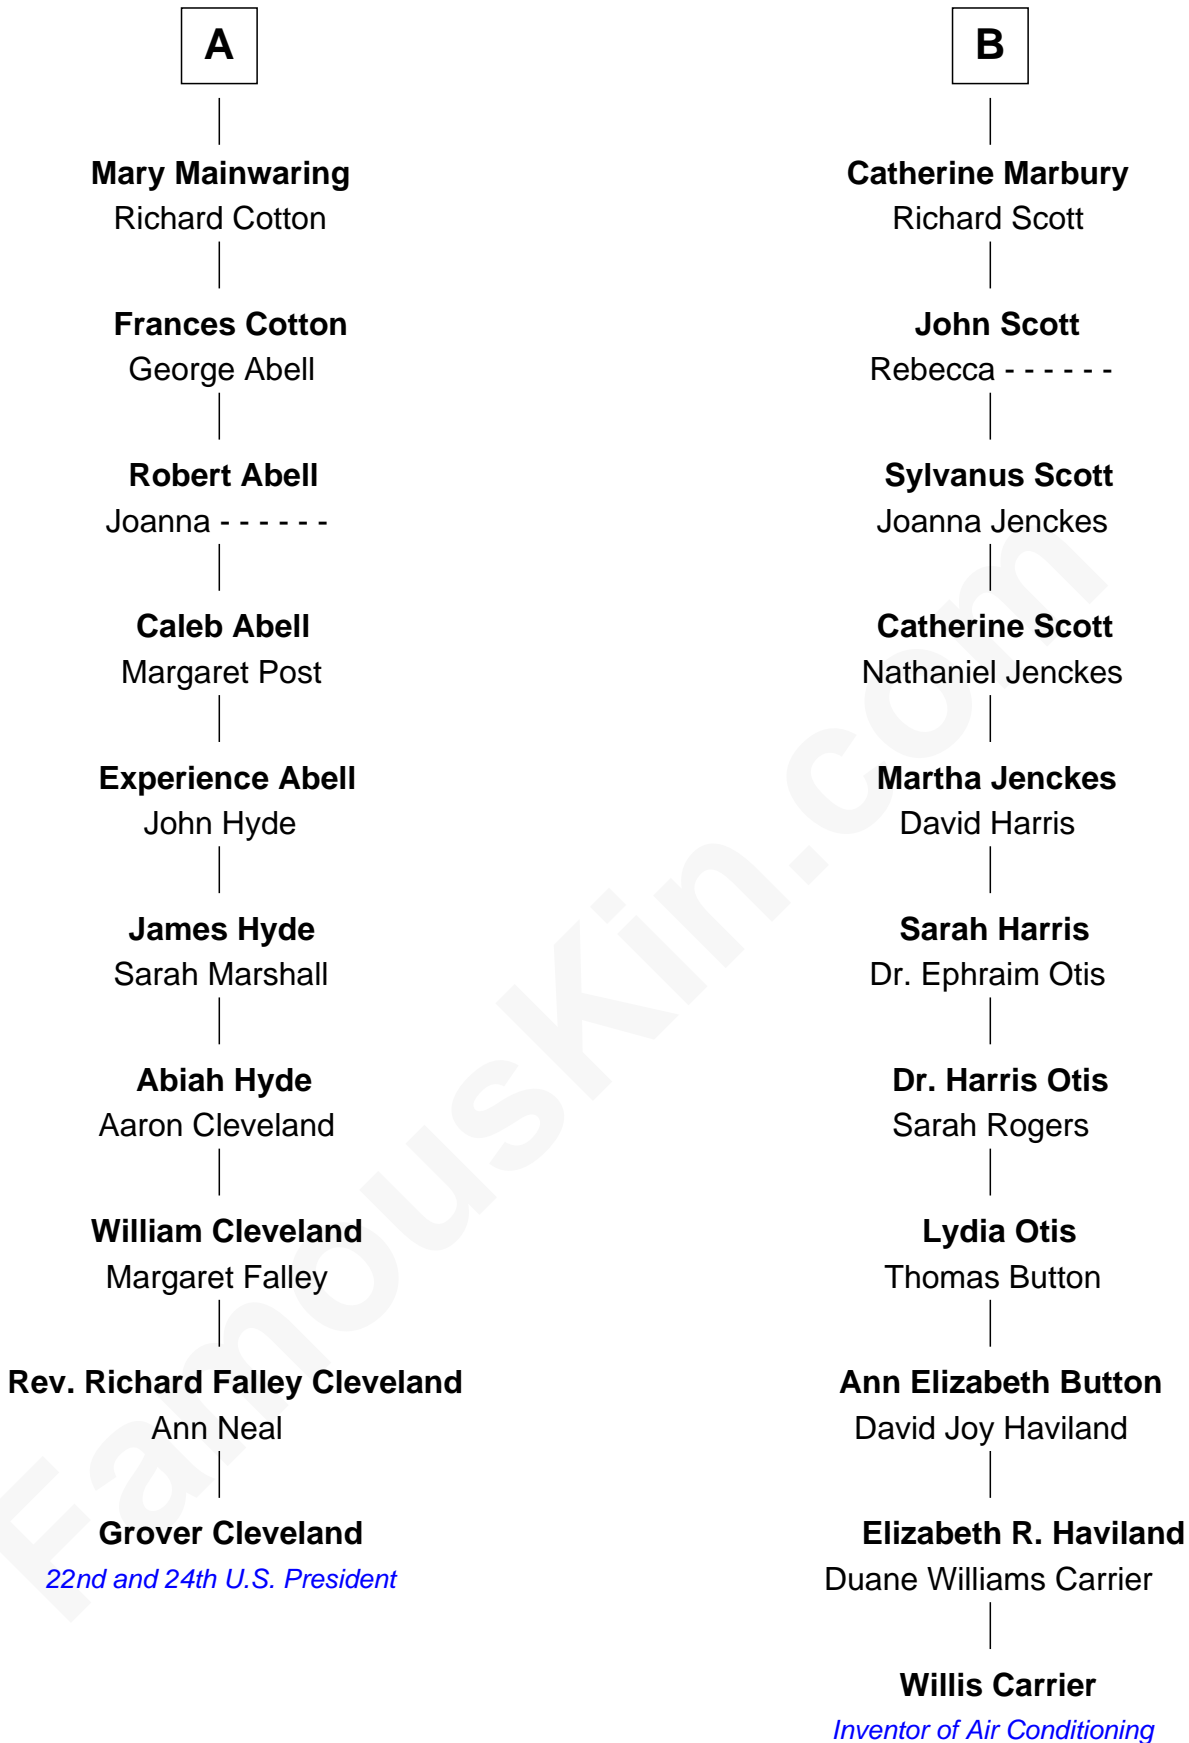 A
Mary Mainwaring
Richard Cotton
Frances Cotton
George Abell
Robert Abell
Joanna - - - - - -
Caleb Abell
Margaret Post
Experience Abell
John Hyde
James Hyde
Sarah Marshall
Abiah Hyde
Aaron Cleveland
William Cleveland
Margaret Falley
Rev. Richard Falley Cleveland
Ann Neal
Grover Cleveland
22nd and 24th U.S. President
B
Catherine Marbury
Richard Scott
John Scott
Rebecca - - - - - -
Sylvanus Scott
Joanna Jenckes
Catherine Scott
Nathaniel Jenckes
Martha Jenckes
David Harris
Sarah Harris
Dr. Ephraim Otis
Dr. Harris Otis
Sarah Rogers
Lydia Otis
Thomas Button
Ann Elizabeth Button
David Joy Haviland
Elizabeth R. Haviland
Duane Williams Carrier
Willis Carrier
Inventor of Air Conditioning
FamousKin.com